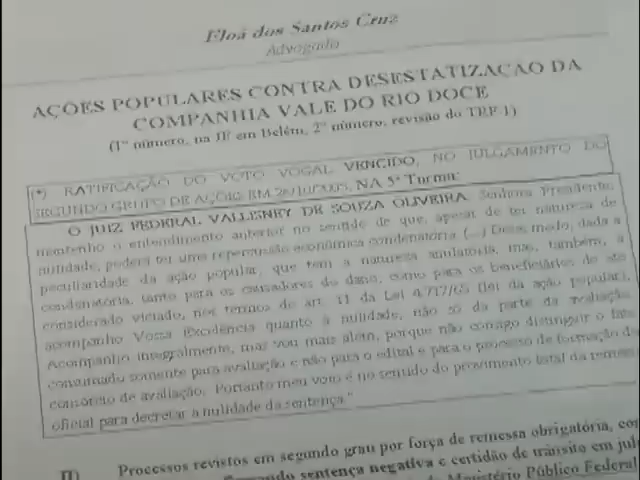 Eloá dos Santos Cruz
Advogado
AÇÕES POPULARES CONTRA DESESTATIZAÇÃO DA
COMPANHIA VALE DO RIO DOCE
(1º número, na JF em Belém, 2º número, revisão do TRF-1)
(*) RATIFICAÇÃO DO VOTO VOGAL VENCIDO, NO JULGAMENTO DO
SEGUNDO GRUPO DE AÇÕES, EM NA 5ª Turma:
O JUIZ FEDERAL VALLISNEY DE SOUZA OLIVEIRA: Senhora Presidente,
mantenho o entendimento anterior no sentido de que, apesar de ter natureza de
nulidade, poderá ter uma repercussão econômica condenatória. (...) Desse modo, dada a
peculiaridade da ação popular, que tem a natureza anulatória, mas, também, a
condenatória, tanto para os causadores do dano, como para os beneficiários do ato
considerado viciado, nos termos do art. 11 da Lei 4.717/65 (lei da ação popular),
acompanho Vossa Excelência quanto à nulidade, não só da parte da avaliação.
Acompanho integralmente, mas vou mais além, porque não consigo distinguir o fato
consumado somente para avaliação e não para o edital e para o processo de formação do
consórcio de avaliação. Portanto meu voto é no sentido do provimento total da remessa
oficial para decretar a nulidade da sentença."
II) Processos revistos em segundo grau por força de remessa obrigatória, com
sentença negativa e certidão de trânsito em
Ministério Público Federal